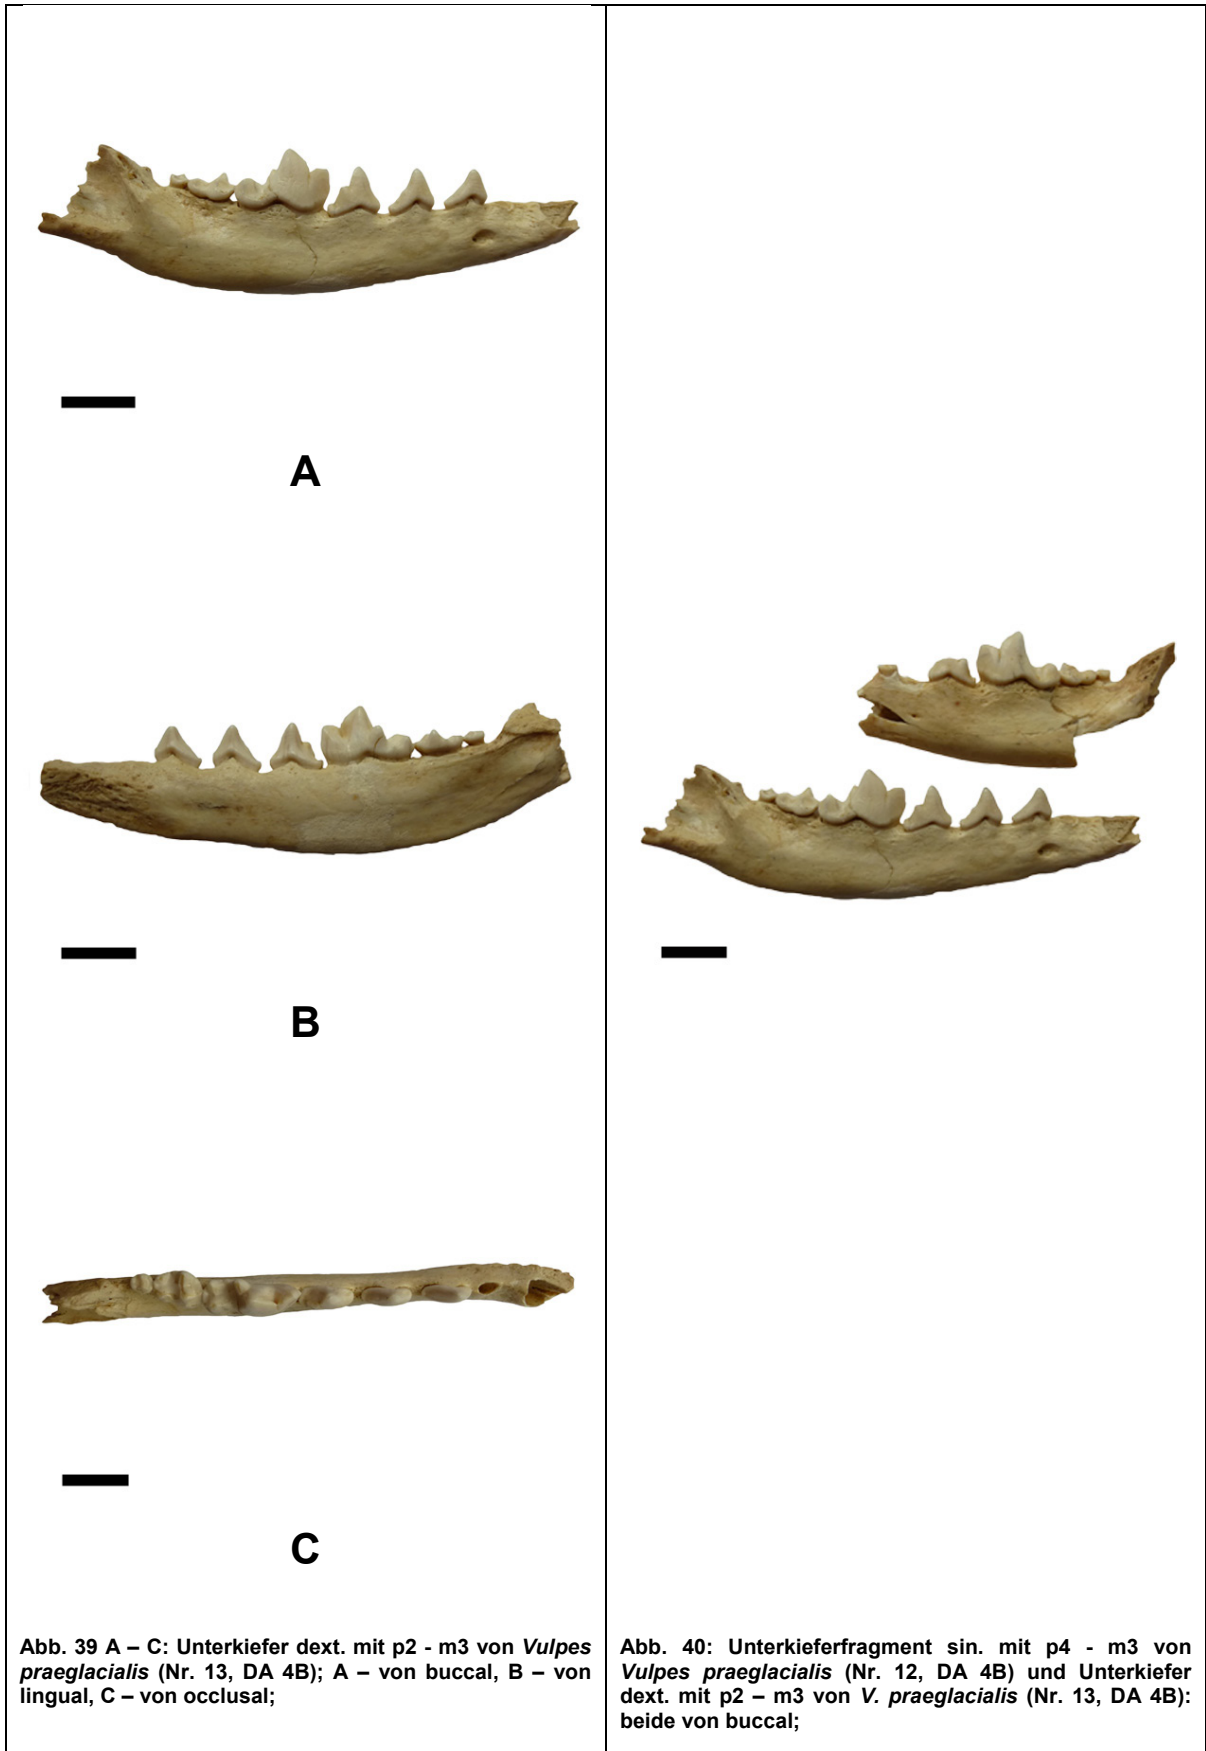 A
B
C
Abb. 39 A – C: Unterkiefer dext. mit p2 - m3 von Vulpes
praeglacialis (Nr. 13, DA 4B); A – von buccal, B – von
lingual, C – von occlusal;
Abb. 40: Unterkieferfragment sin. mit p4 - m3 von
Vulpes praeglacialis (Nr. 12, DA 4B) und Unterkiefer
dext. mit p2 – m3 von V. praeglacialis (Nr. 13, DA 4B):
beide von buccal;